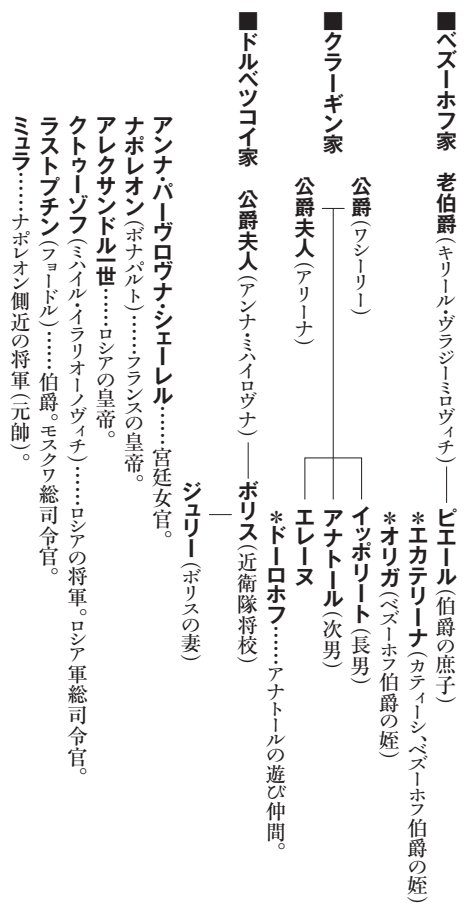 ■ベズーホフ家　老伯爵（キリール・ヴラジーミロヴィチ）―ピエール（伯爵の庶子）
＊エカテリーナ（カティーシ、ベズーホフ伯爵の姪）
＊オリガ（ベズーホフ伯爵の姪）
■クラーギン家
公爵（ワシーリー）
公爵夫人（アリーナ）
イッポリート（長男）
アナトール（次男）
エレーヌ
＊ドーロホフ……アナトールの遊び仲間。
■ドルベツコイ家　公爵夫人（アンナ・ミハイロヴナ）―ボリス（近衛隊将校）
ジュリー（ボリスの妻）
アンナ・パーヴロヴナ・シェーレル……宮廷女官。
ナポレオン（ボナパルト）……フランスの皇帝。
アレクサンドル一世……ロシアの皇帝。
クトゥーゾフ（ミハイル・イラリオーノヴィチ）……ロシアの将軍。ロシア軍総司令官。
ラストプチン（フョードル）……伯爵。モスクワ総司令官。
ミュラ……ナポレオン側近の将軍（元帥）。